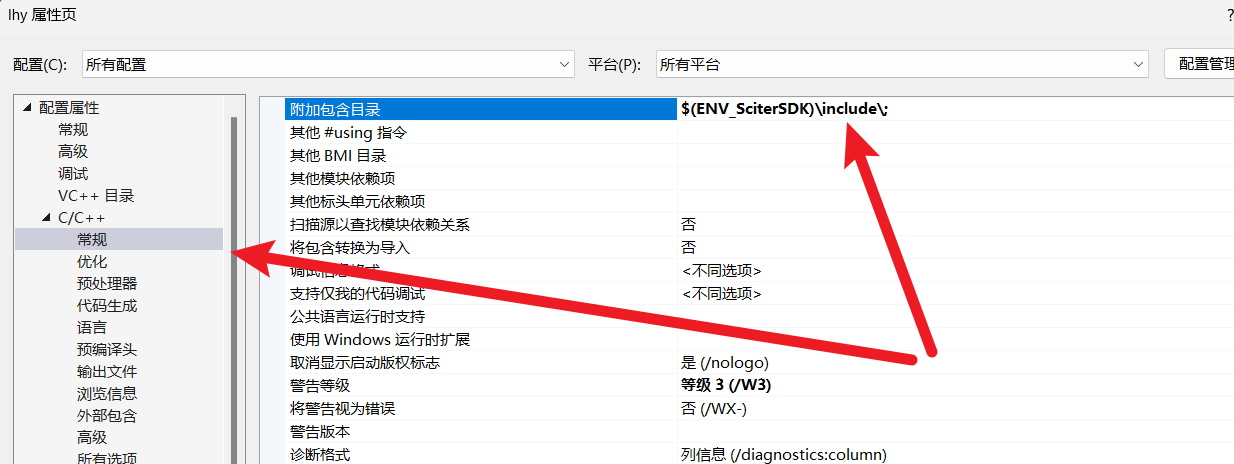 lhy 属性页
?
配置(C):
所有配置
平台(P):
所有平台
配置管理
配置属性
常规
高级
调试
VC++ 目录
C/C++
常规
优化
预处理器
代码生成
语言
预编译头
输出文件
浏览信息
外部包含
高级
所有选项
附加包含目录 $(ENV_SciterSDK)\include\;
其他 #using 指令
其他 BMI 目录
其他模块依赖项
其他标头单元依赖项
扫描源以查找模块依赖关系 否
将包含转换为导入 否
调试信息格式 <不同选项>
支持仅我的代码调试 <不同选项>
公共语言运行时支持
使用 Windows 运行时扩展
取消显示启动版权标志 是 (/nologo)
警告等级 等级 3 (/W3)
将警告视为错误 否 (/WX-)
警告版本
诊断格式 列信息 (/diagnostics:column)